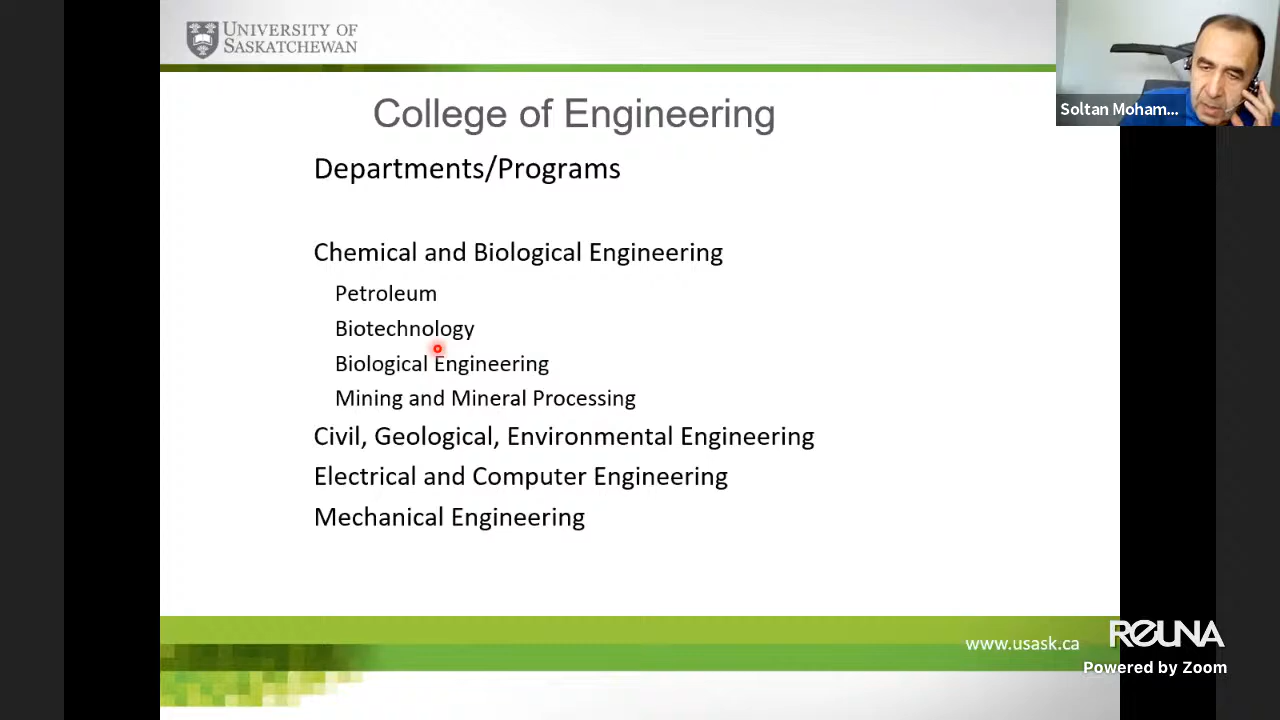 UNIVERSITY OF
SASKATCHEWAN
Soltan Moham...
College of Engineering
Departments/Programs
Chemical and Biological Engineering
Petroleum
Biotechnology
Biological Engineering
Mining and Mineral Processing
Civil, Geological, Environmental Engineering
Electrical and Computer Engineering
Mechanical Engineering
www.usask.ca
REUNA
Powered by Zoom